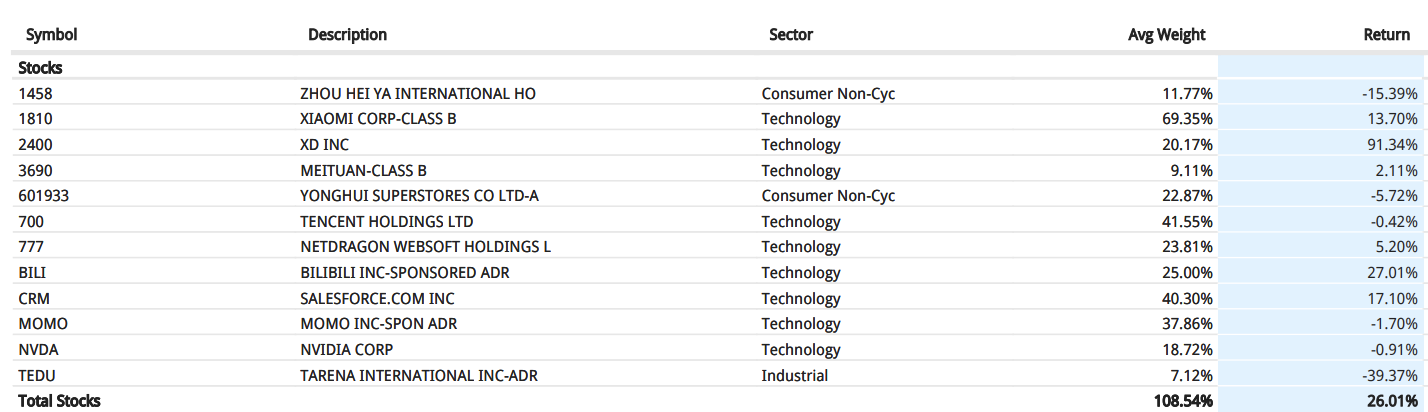 Symbol Description Sector Avg Weight Return
Stocks
1458 ZHOU HEI YA INTERNATIONAL HO Consumer Non-Cyc 11.77% -15.39%
1810 XIAOMI CORP-CLASS B Technology 69.35% 13.70%
2400 XD INC Technology 20.17% 91.34%
3690 MEITUAN-CLASS B Technology 9.11% 2.11%
601933 YONGHUI SUPERSTORES CO LTD-A Consumer Non-Cyc 22.87% -5.72%
700 TENCENT HOLDINGS LTD Technology 41.55% -0.42%
777 NETDRAGON WEBSOFT HOLDINGS L Technology 23.81% 5.20%
BILI BILIBILI INC-SPONSORED ADR Technology 25.00% 27.01%
CRM SALESFORCE.COM INC Technology 40.30% 17.10%
MOMO MOMO INC-SPON ADR Technology 37.86% -1.70%
NVDA NVIDIA CORP Technology 18.72% -0.91%
TEDU TARENA INTERNATIONAL INC-ADR Industrial 7.12% -39.37%
Total Stocks 108.54% 26.01%